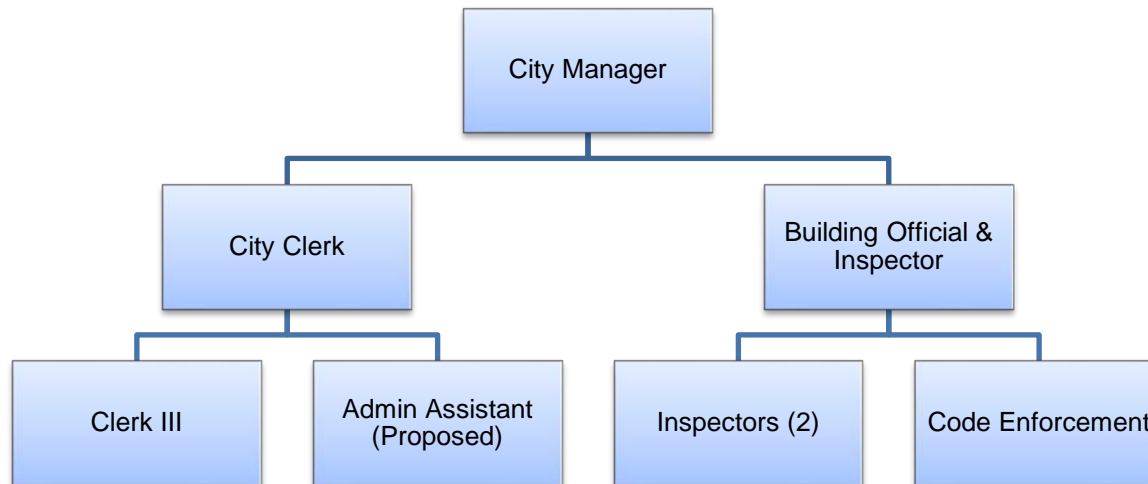 City Manager
City Clerk
Building Official &
Inspector
Clerk III
Admin Assistant
(Proposed)
Inspectors (2)
Code Enforcement